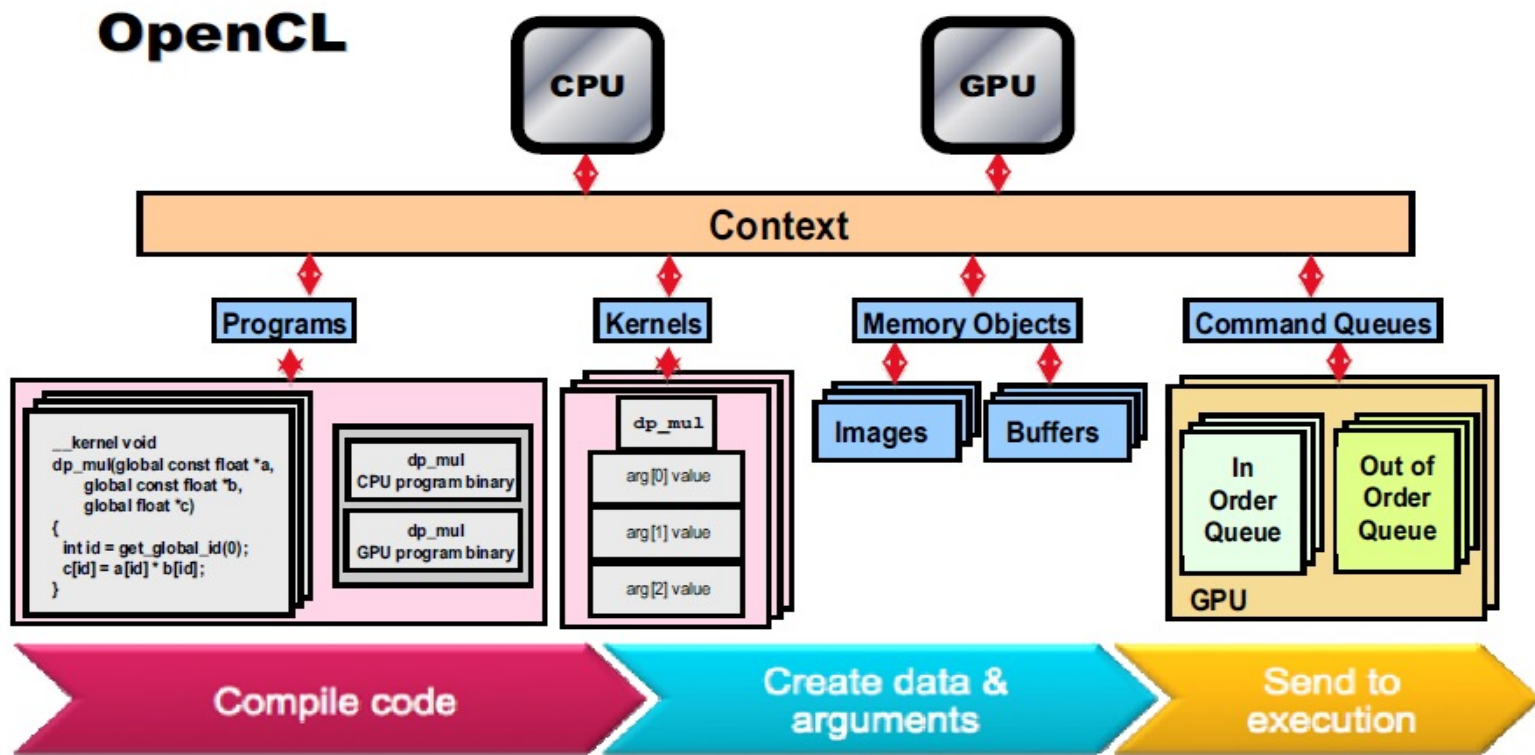 OpenCL
CPU
GPU
Context
Programs
Kernels
Memory Objects
Command Queues
__kernel void
dp_mul(global const float *a,
global const float *b,
global float *c)
{
int id = get_global_id(0);
c[id] = a[id] * b[id];
}
dp_mul
CPU program binary
dp_mul
GPU program binary
dp_mul
arg[0] value
arg[1] value
arg[2] value
Images
Buffers
In
Order
Queue
Out of
Order
Queue
GPU
Compile code
Create data &
arguments
Send to
execution